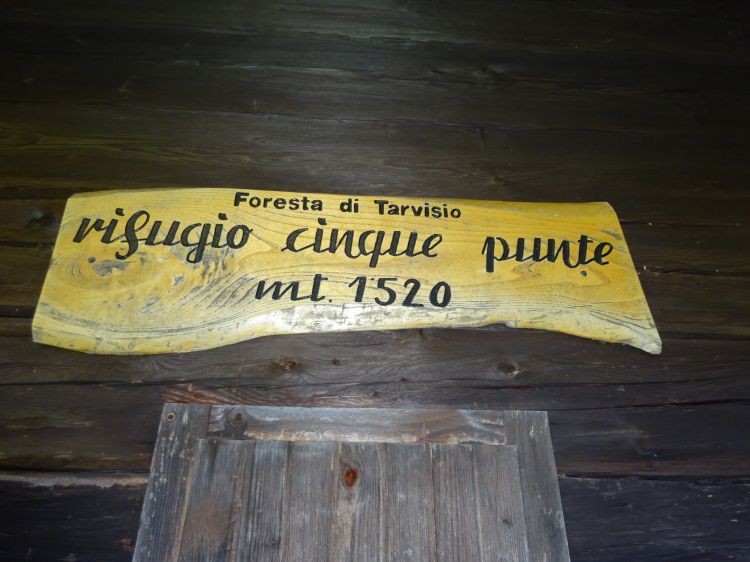 Foresta di Tarvisio
rifugio cinque punte
mt. 1520